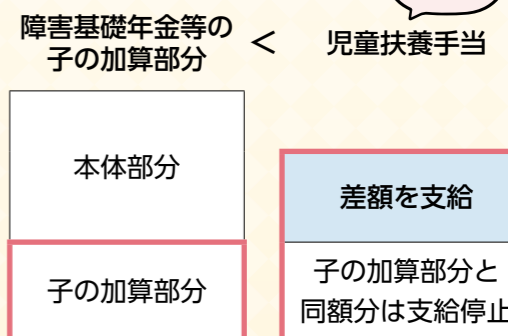 障害基礎年金等の
子の加算部分
<
児童扶養手当
本体部分
差額を支給
子の加算部分
子の加算部分と
同額分は支給停止